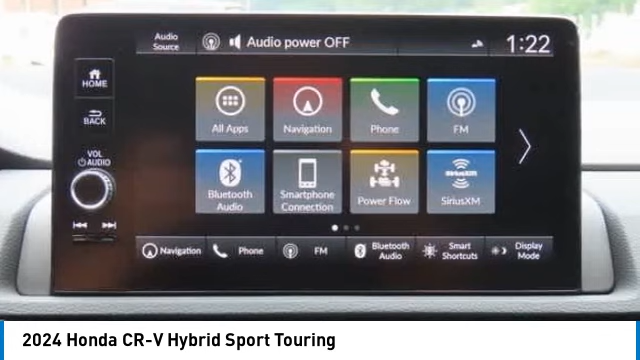 Audio
Source
Audio power OFF
1:22
HOME
BACK
VOL
AUDIO
All Apps
Navigation
Phone
FM
Bluetooth
Audio
Smartphone
Connection
Power Flow
SiriusXM
SiriusXM
Navigation
Phone
FM
Bluetooth
Audio
Smart
Shortcuts
Display
Mode
2024 Honda CR-V Hybrid Sport Touring